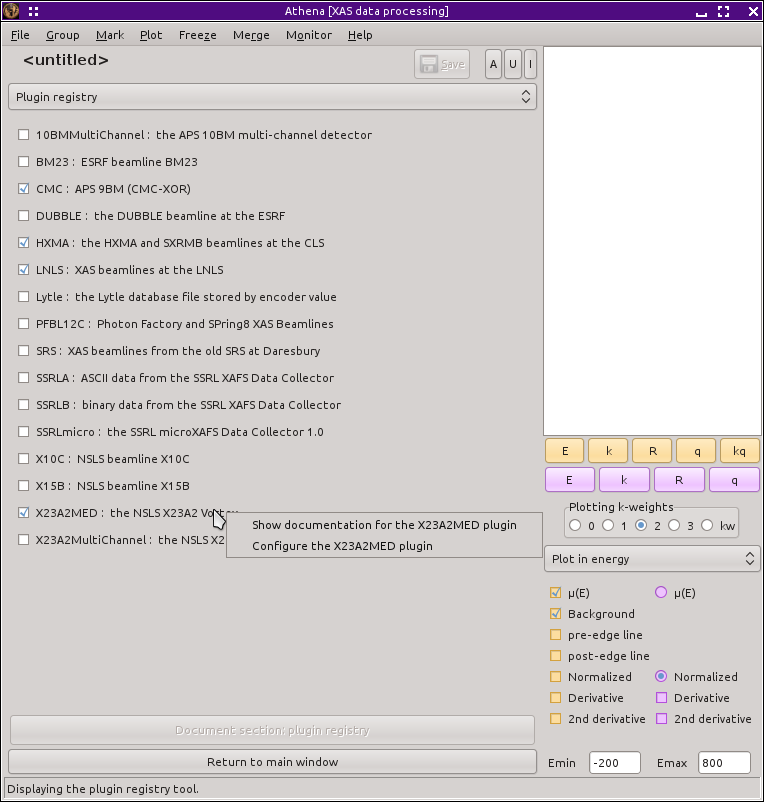 Athena [XAS data processing]
File Group Mark Plot Freeze Merge Monitor Help
<untitled>
Save A U I
Plugin registry
10BMMultiChannel : the APS 10BM multi-channel detector
BM23 : ESRF beamline BM23
CMC : APS 9BM (CMC-XOR)
DUBBLE : the DUBBLE beamline at the ESRF
HXMA : the HXMA and SXRMB beamlines at the CLS
LNLS : XAS beamlines at the LNLS
Lytle : the Lytle database file stored by encoder value
PFBL12C : Photon Factory and SPring8 XAS Beamlines
SRS : XAS beamlines from the old SRS at Daresbury
SSRLA : ASCII data from the SSRL XAFS Data Collector
SSRLB : binary data from the SSRL XAFS Data Collector
SSRLmicro : the SSRL microXAFS Data Collector 1.0
X10C : NSLS beamline X10C
X15B : NSLS beamline X15B
X23A2MED : the NSLS X23A2 Vortex
X23A2MultiChannel : the NSLS X2
Show documentation for the X23A2MED plugin
Configure the X23A2MED plugin
Document section: plugin registry
Return to main window
Displaying the plugin registry tool.
E k R q kq
E k R q
Plotting k-weights
0 1 2 3 kw
Plot in energy
μ(E) μ(E)
Background
pre-edge line
post-edge line
Normalized Normalized
Derivative Derivative
2nd derivative 2nd derivative
Emin -200 Emax 800